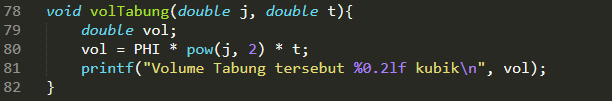 78 void volTabung(double j, double t){
79     double vol;
80     vol = PHI * pow(j, 2) * t;
81     printf("Volume Tabung tersebut %0.2lf kubik\n", vol);
82 }